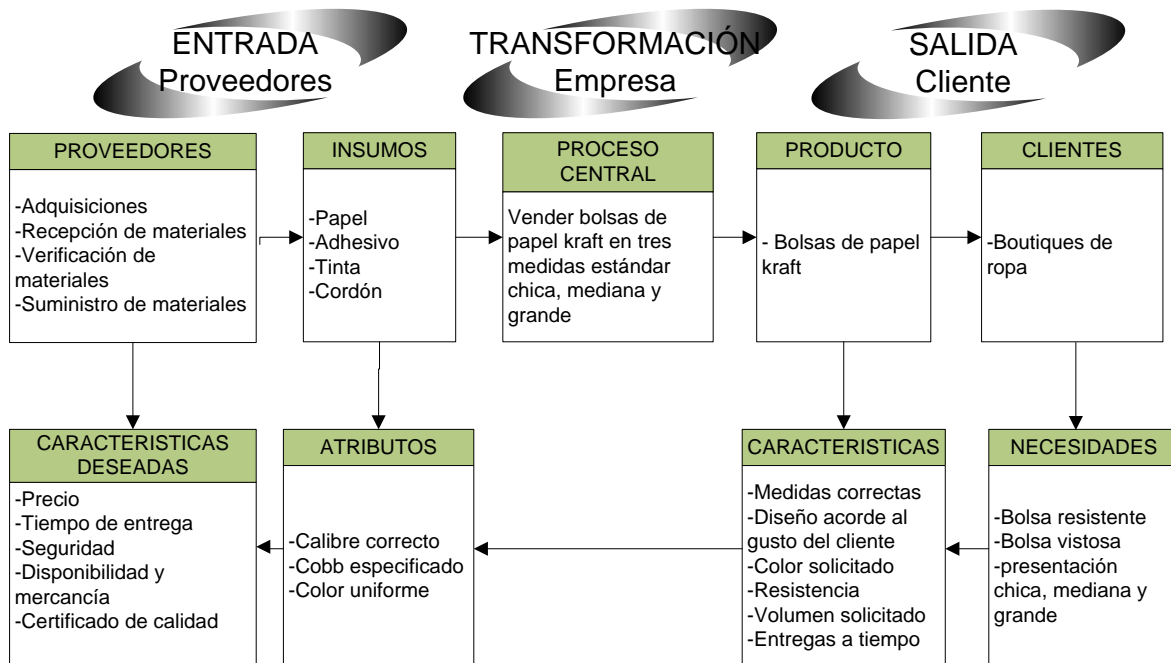 ENTRADA
Proveedores
TRANSFORMACIÓN
Empresa
SALIDA
Cliente
PROVEEDORES
-Adquisiciones
-Recepción de materiales
-Verificación de
materiales
-Suministro de materiales
INSUMOS
-Papel
-Adhesivo
-Tinta
-Cordón
PROCESO
CENTRAL
Vender bolsas de
papel kraft en tres
medidas estándar
chica, mediana y
grande
PRODUCTO
- Bolsas de papel
kraft
CLIENTES
-Boutiques de
ropa
CARACTERISTICAS
DESEADAS
-Precio
-Tiempo de entrega
-Seguridad
-Disponibilidad y
mercancía
-Certificado de calidad
ATRIBUTOS
-Calibre correcto
-Cobb especificado
-Color uniforme
CARACTERISTICAS
-Medidas correctas
-Diseño acorde al
gusto del cliente
-Color solicitado
-Resistencia
-Volumen solicitado
-Entregas a tiempo
NECESIDADES
-Bolsa resistente
-Bolsa vistosa
-presentación
chica, mediana y
grande